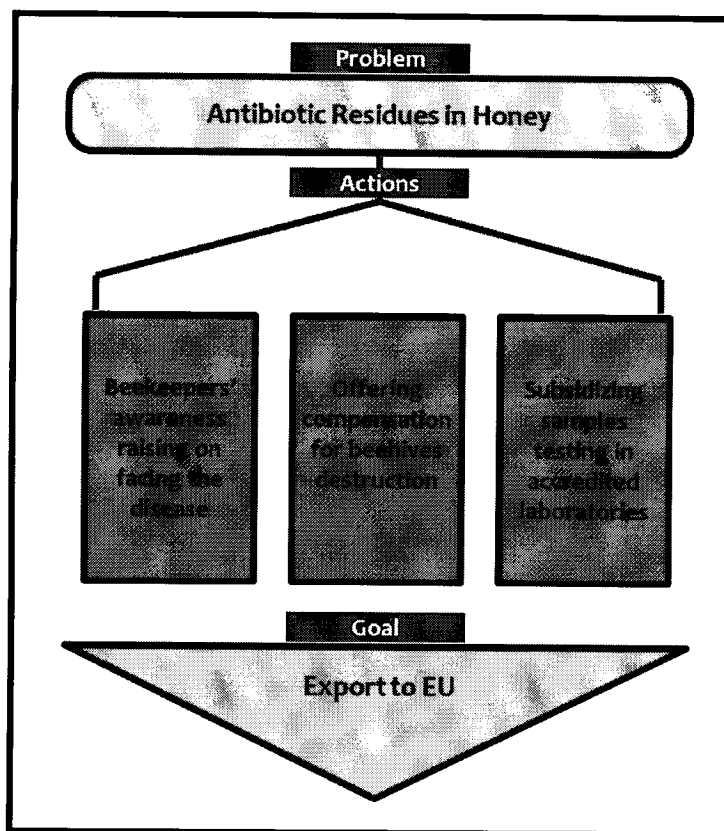 Problem
Antibiotic Residues in Honey
Actions
Beekeepers'
awareness
raising on
facing the
disease
Offering
compensation
for beehives
destruction
Subsidizing
samples
testing in
accredited
laboratories
Goal
Export to EU